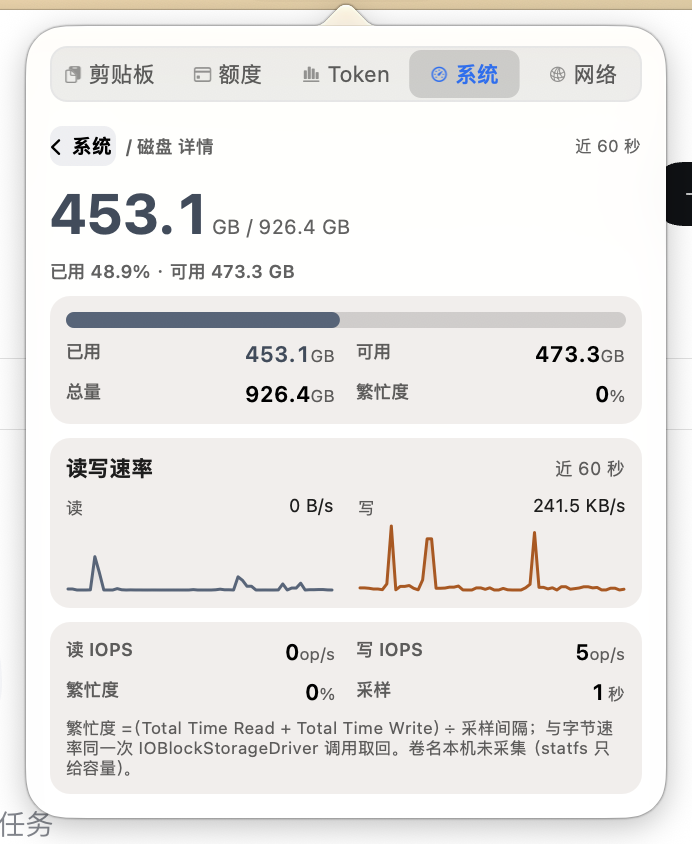 剪贴板 额度 Token 系统 网络
系统 / 磁盘 详情 近 60 秒
453.1 GB / 926.4 GB
已用 48.9% · 可用 473.3 GB
已用 453.1GB 可用 473.3GB
总量 926.4GB 繁忙度 0%
读写速率 近 60 秒
读 0 B/s 写 241.5 KB/s
读 IOPS 0op/s 写 IOPS 5op/s
繁忙度 0% 采样 1 秒
繁忙度 =(Total Time Read + Total Time Write) ÷ 采样间隔；与字节速
率同一次 IOBlockStorageDriver 调用取回。卷名本机未采集（statfs 只
给容量）。
任务